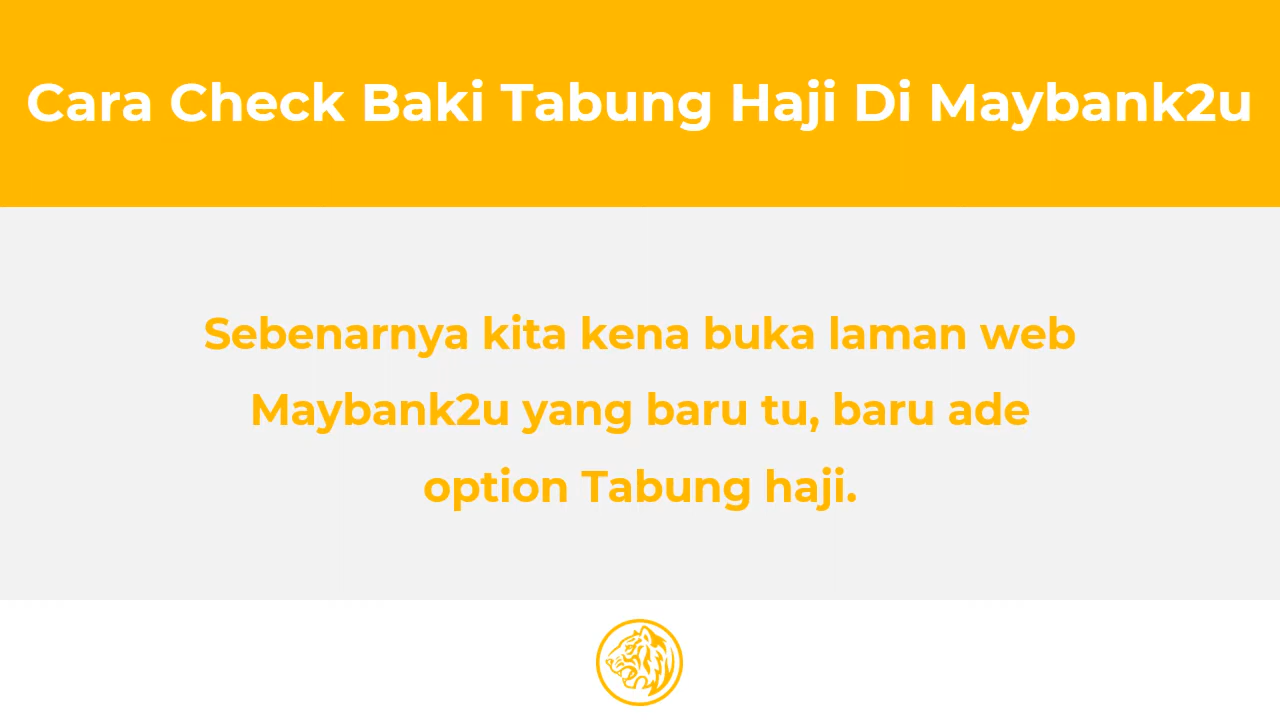 Cara Check Baki Tabung Haji Di Maybank2u
Sebenarnya kita kena buka laman web
Maybank2u yang baru tu, baru ade
option Tabung haji.